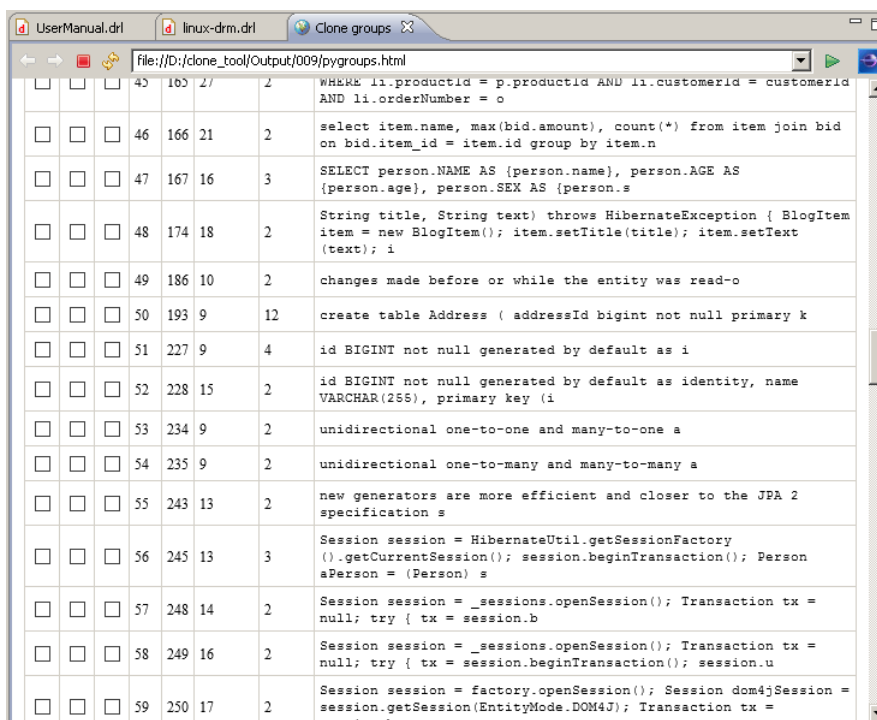 UserManual.drl linux-drm.drl Clone groups
file://D:/clone_tool/Output/009/pygroups.html
45 165 27 2 WHERE li.productId = p.productId AND li.customerId = customerId
AND li.orderNumber = o
46 166 21 2 select item.name, max(bid.amount), count(*) from item join bid
on bid.item_id = item.id group by item.n
47 167 16 3 SELECT person.NAME AS {person.name}, person.AGE AS
{person.age}, person.SEX AS {person.s
48 174 18 2 String title, String text) throws HibernateException { BlogItem
item = new BlogItem(); item.setTitle(title); item.setText
(text); i
49 186 10 2 changes made before or while the entity was read-o
50 193 9 12 create table Address ( addressId bigint not null primary k
51 227 9 4 id BIGINT not null generated by default as i
52 228 15 2 id BIGINT not null generated by default as identity, name
VARCHAR(255), primary key (i
53 234 9 2 unidirectional one-to-one and many-to-one a
54 235 9 2 unidirectional one-to-many and many-to-many a
55 243 13 2 new generators are more efficient and closer to the JPA 2
specification s
56 245 13 3 Session session = HibernateUtil.getSessionFactory
().getCurrentSession(); session.beginTransaction(); Person
aPerson = (Person) s
57 248 14 2 Session session = _sessions.openSession(); Transaction tx =
null; try { tx = session.b
58 249 16 2 Session session = _sessions.openSession(); Transaction tx =
null; try { tx = session.beginTransaction(); session.u
59 250 17 2 Session session = factory.openSession(); Session dom4jSession =
session.getSession(EntityMode.DOM4J); Transaction tx =